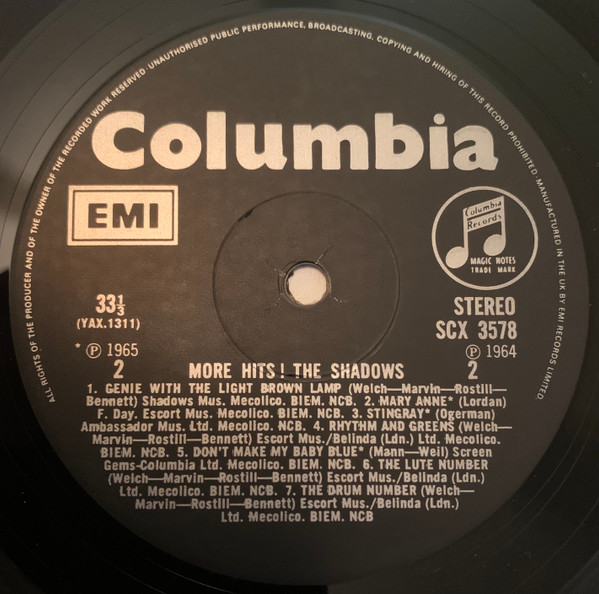 ALL RIGHTS OF THE PRODUCER AND OF THE OWNER OF THE RECORDED WORK RESERVED · UNAUTHORISED PUBLIC PERFORMANCE, BROADCASTING, COPYING AND HIRING OF THIS RECORD PROHIBITED · MANUFACTURED IN THE UK BY EMI RECORDS LIMITED.
Columbia
EMI
Columbia
Records
MAGIC NOTES
TRADE MARK
33⅓
(YAX.1311)
STEREO
SCX 3578
* Ⓟ 1965
Ⓟ 1964
2 MORE HITS! THE SHADOWS 2
1. GENIE WITH THE LIGHT BROWN LAMP (Welch—Marvin—Rostill—
Bennett) Shadows Mus. Mecolico. BIEM. NCB. 2. MARY ANNE* (Lordan)
F. Day. Escort Mus. Mecolico. BIEM. NCB. 3. STINGRAY* (Ogerman)
Ambassador Mus. Ltd. Mecolico. NCB. 4. RHYTHM AND GREENS (Welch—
Marvin—Rostill—Bennett) Escort Mus./Belinda (Ldn.) Ltd. Mecolico.
BIEM. NCB. 5. DON'T MAKE MY BABY BLUE* (Mann—Weil) Screen
Gems-Columbia Ltd. Mecolico. BIEM. NCB. 6. THE LUTE NUMBER
(Welch—Marvin—Rostill—Bennett) Escort Mus./Belinda (Ldn.)
Ltd. Mecolico. BIEM. NCB. 7. THE DRUM NUMBER (Welch—
Marvin—Rostill—Bennett) Escort Mus./Belinda (Ldn.)
Ltd. Mecolico. BIEM. NCB